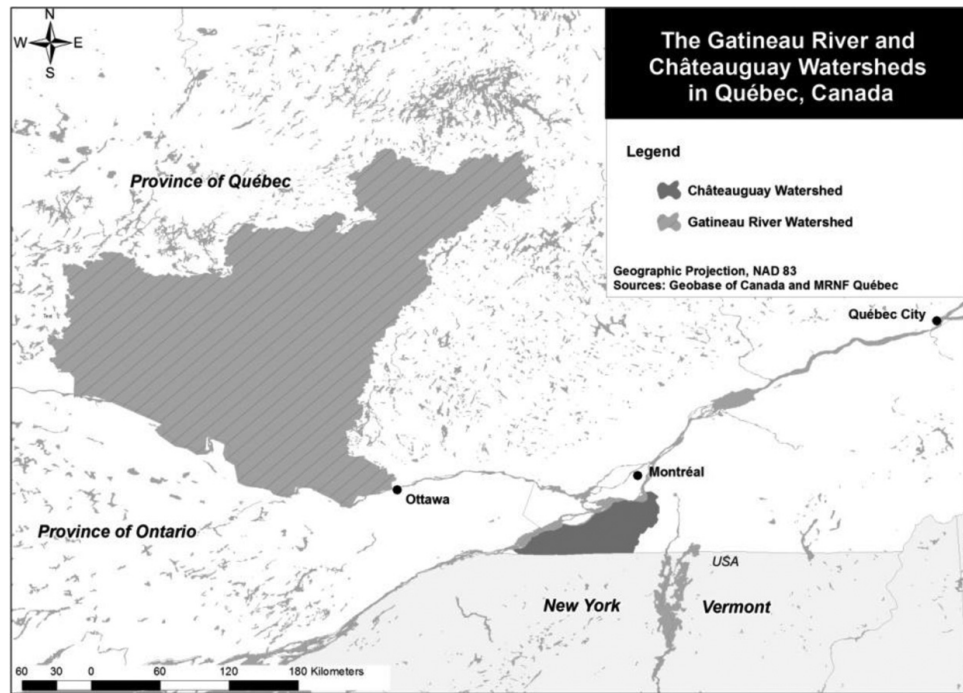 N
W E
S
The Gatineau River and
Châteauguay Watersheds
in Québec, Canada
Legend
Châteauguay Watershed
Gatineau River Watershed
Geographic Projection, NAD 83
Sources: Geobase of Canada and MRNF Québec
Province of Québec
Québec City
Montréal
Ottawa
Province of Ontario
USA
New York
Vermont
60 30 0 60 120 180 Kilometers